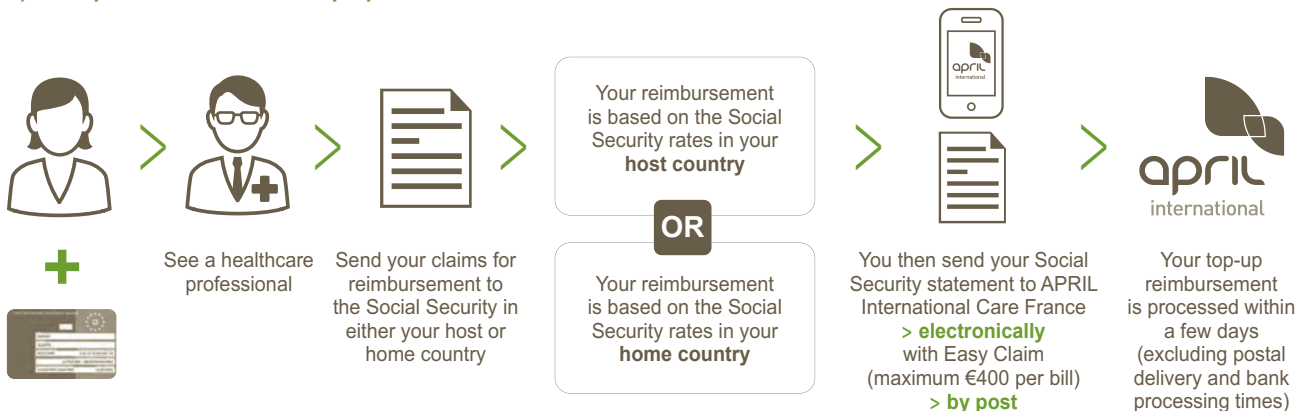 See a healthcare
professional
Send your claims for
reimbursement to
the Social Security in
either your host or
home country
Your reimbursement
is based on the Social
Security rates in your
host country
OR
Your reimbursement
is based on the Social
Security rates in your
home country
april
international
You then send your Social
Security statement to APRIL
International Care France
> electronically
with Easy Claim
(maximum €400 per bill)
> by post
april
international
Your top-up
reimbursement
is processed within
a few days
(excluding postal
delivery and bank
processing times)